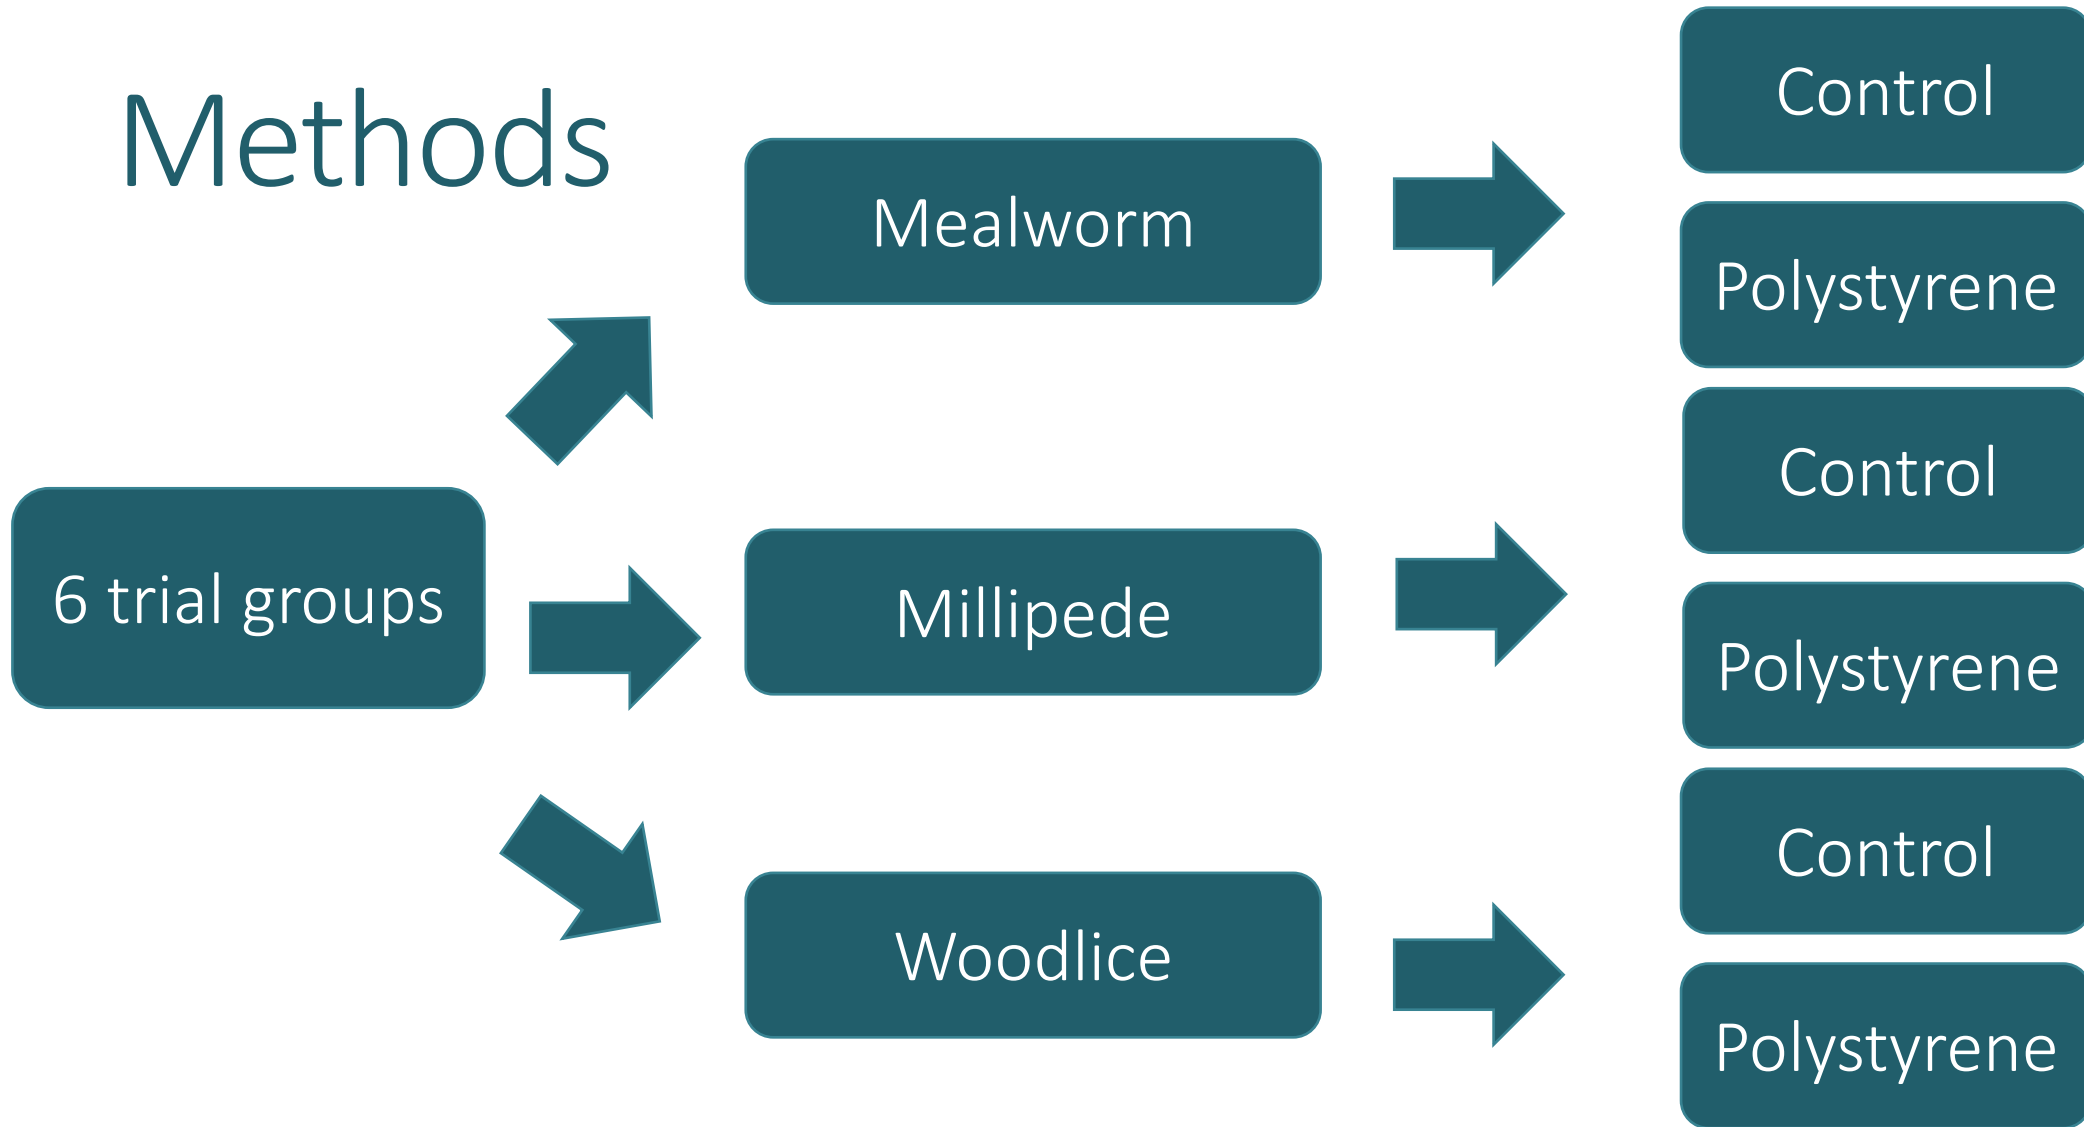 Methods
6 trial groups
Mealworm
Control
Polystyrene
Millipede
Control
Polystyrene
Woodlice
Control
Polystyrene